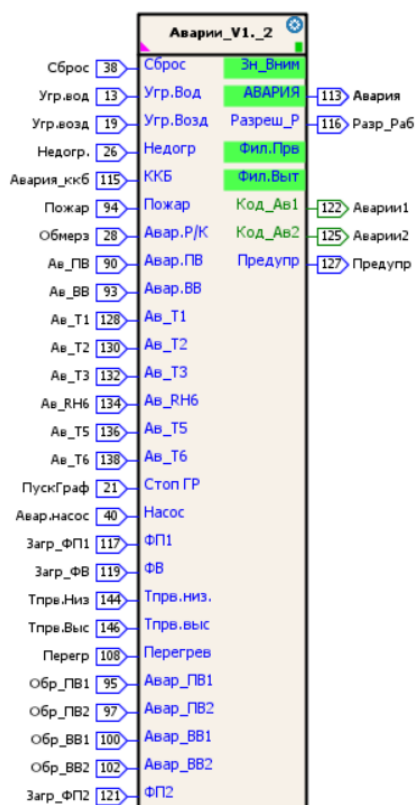 Аварии_V1._2
Сброс 38 Сброс Зн_Вним
Угр.вод 13 Угр.Вод АВАРИЯ 113 Авария
Угр.возд 19 Угр.Возд Разреш_Р 116 Разр_Раб
Недогр. 26 Недогр Фил.Прв
Авария_ккб 115 ККБ Фил.Выт
Пожар 94 Пожар Код_Ав1 122 Аварии1
Обмерз 28 Авар.Р/К Код_Ав2 125 Аварии2
Ав_ПВ 90 Авар.ПВ Предупр 127 Предупр
Ав_ВВ 93 Авар.ВВ
Ав_Т1 128 Ав_Т1
Ав_Т2 130 Ав_Т2
Ав_Т3 132 Ав_Т3
Ав_RH6 134 Ав_RH6
Ав_Т5 136 Ав_Т5
Ав_Т6 138 Ав_Т6
ПускГраф 21 Стоп ГР
Авар.насос 40 Насос
Загр_ФП1 117 ФП1
Загр_ФВ 119 ФВ
Тпрв.Низ 144 Тпрв.низ.
Тпрв.Выс 146 Тпрв.выс
Перегр 108 Перегрев
Обр_ПВ1 95 Авар_ПВ1
Обр_ПВ2 97 Авар_ПВ2
Обр_ВВ1 100 Авар_ВВ1
Обр_ВВ2 102 Авар_ВВ2
Загр_ФП2 121 ФП2